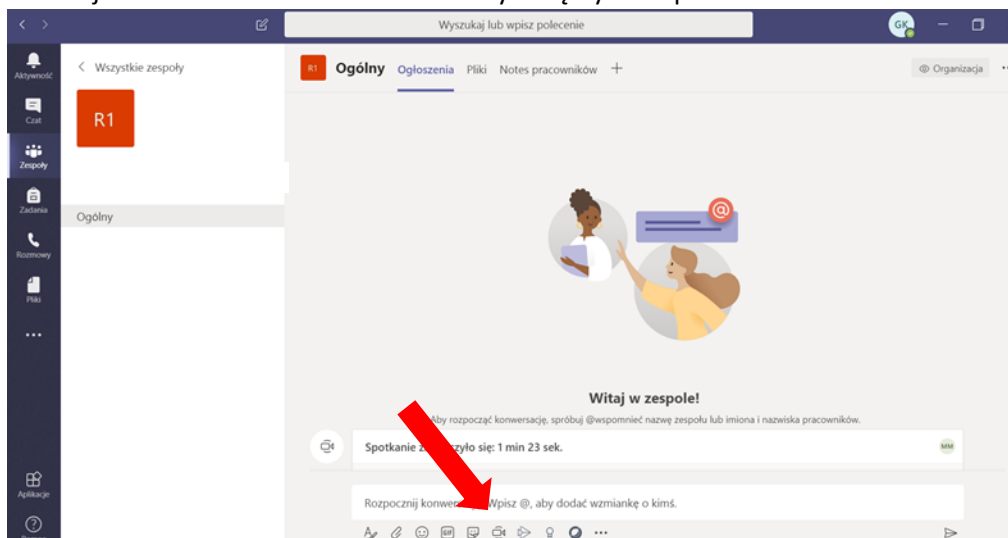 Wyszukaj lub wpisz polecenie
GK
Aktywność
Czat
Zespoły
Zadania
Rozmowy
Pliki
Aplikacje
Wszystkie zespoły
R1
Ogólny
R1 Ogólny Ogłoszenia Pliki Notes pracowników +
Organizacja
Witaj w zespole!
Aby rozpocząć konwersację, spróbuj @wspomnieć nazwę zespołu lub imiona i nazwiska pracowników.
Spotkanie yło się: 1 min 23 sek.
MM
Rozpocznij Wpisz @, aby dodać wzmiankę o kimś.
GIF